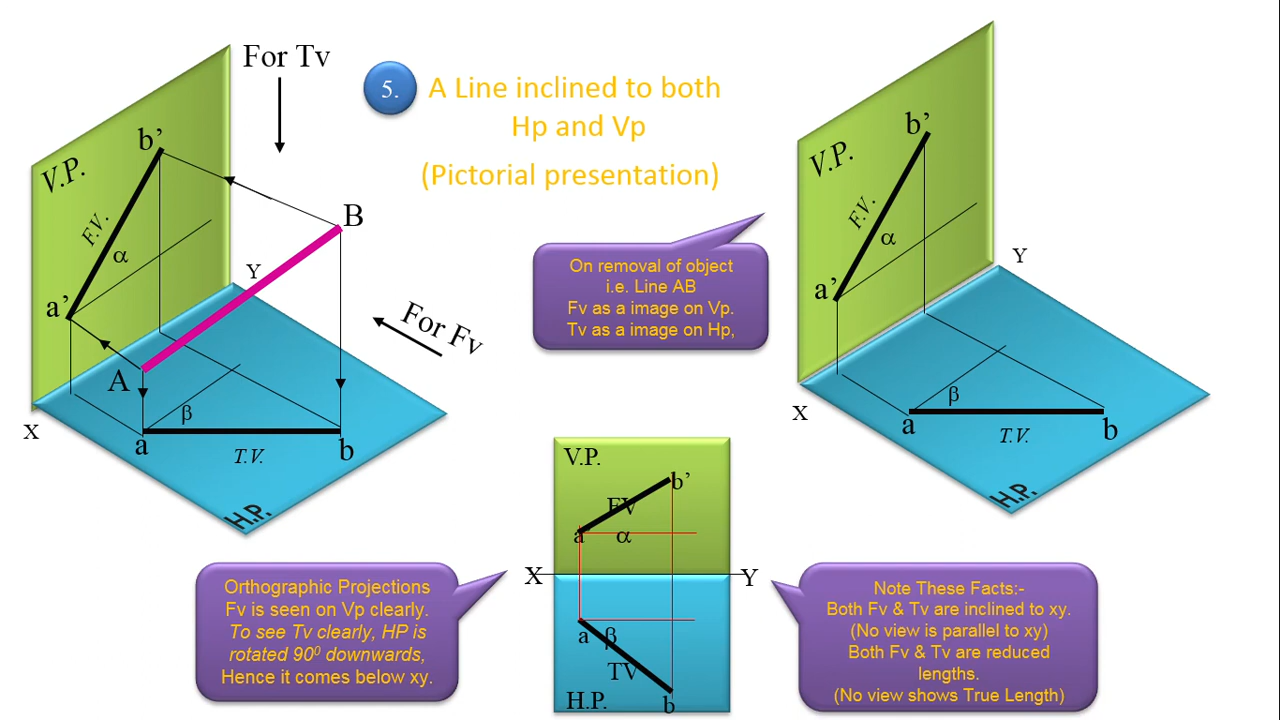 For Tv
5.
A Line inclined to both
Hp and Vp
(Pictorial presentation)
V.P.
b’
F.V.
α
a’
B
Y
For Fv
A
β
a
b
T.V.
X
H.P.
On removal of object
i.e. Line AB
Fv as a image on Vp.
Tv as a image on Hp,
V.P.
b’
F.V.
α
a’
Y
X
β
a
b
T.V.
H.P.
V.P.
b’
FV
a’
α
X
Y
a
β
TV
b
H.P.
Orthographic Projections
Fv is seen on Vp clearly.
To see Tv clearly, HP is
rotated 90⁰ downwards,
Hence it comes below xy.
Note These Facts:-
Both Fv & Tv are inclined to xy.
(No view is parallel to xy)
Both Fv & Tv are reduced
lengths.
(No view shows True Length)